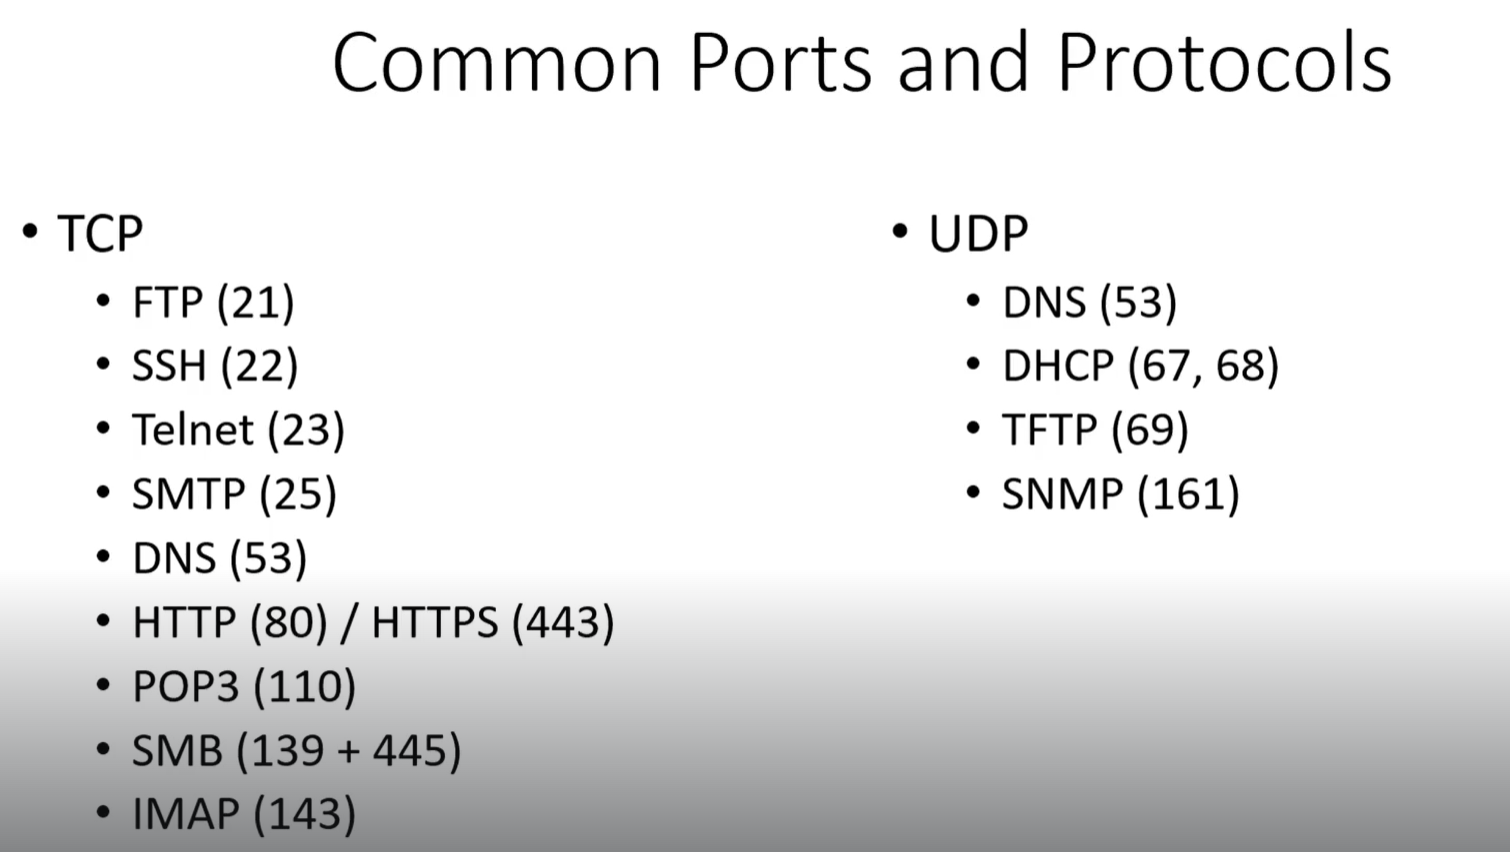 Common Ports and Protocols
• TCP
• FTP (21)
• SSH (22)
• Telnet (23)
• SMTP (25)
• DNS (53)
• HTTP (80) / HTTPS (443)
• POP3 (110)
• SMB (139 + 445)
• IMAP (143)
• UDP
• DNS (53)
• DHCP (67, 68)
• TFTP (69)
• SNMP (161)